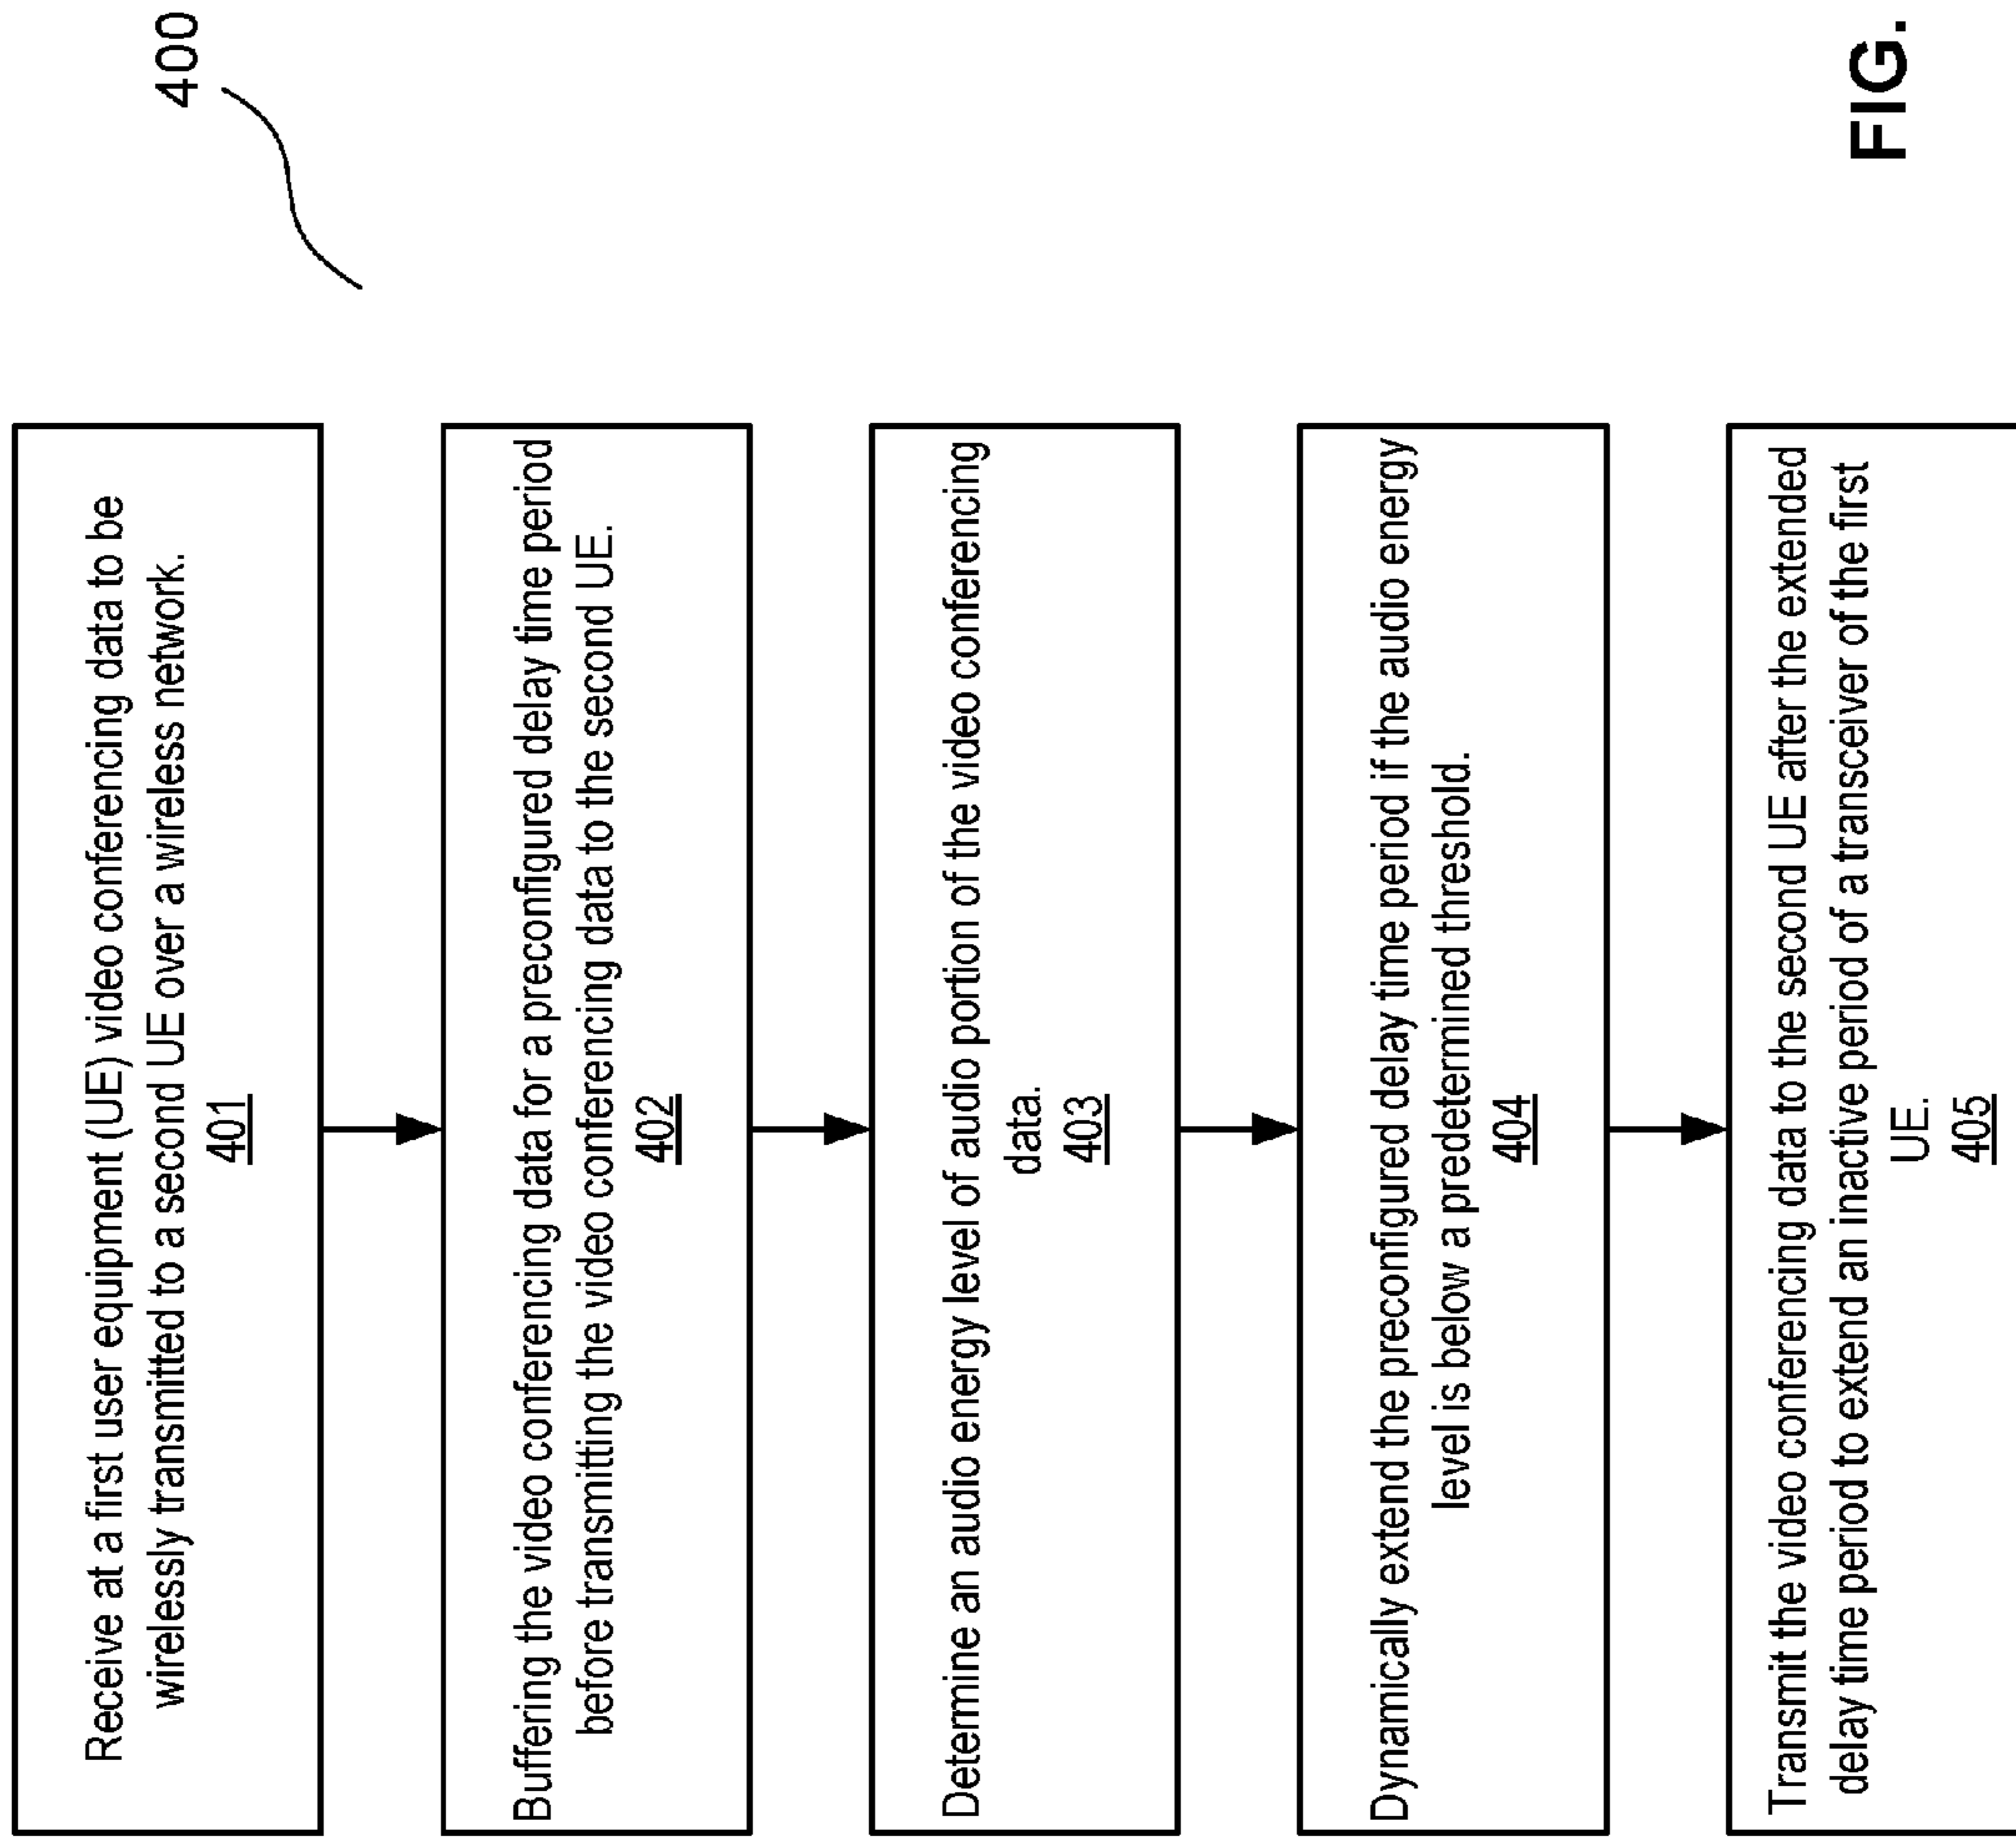 400
Receive at a first user equipment (UE) video conferencing data to be
wirelessly transmitted to a second UE over a wireless network.
401
Buffering the video conferencing data for a preconfigured delay time period
before transmitting the video conferencing data to the second UE.
402
Determine an audio energy level of audio portion of the video conferencing
data.
403
Dynamically extend the preconfigured delay time period if the audio energy
level is below a predetermined threshold.
404
Transmit the video conferencing data to the second UE after the extended
delay time period to extend an inactive period of a transceiver of the first
UE.
405
FIG.